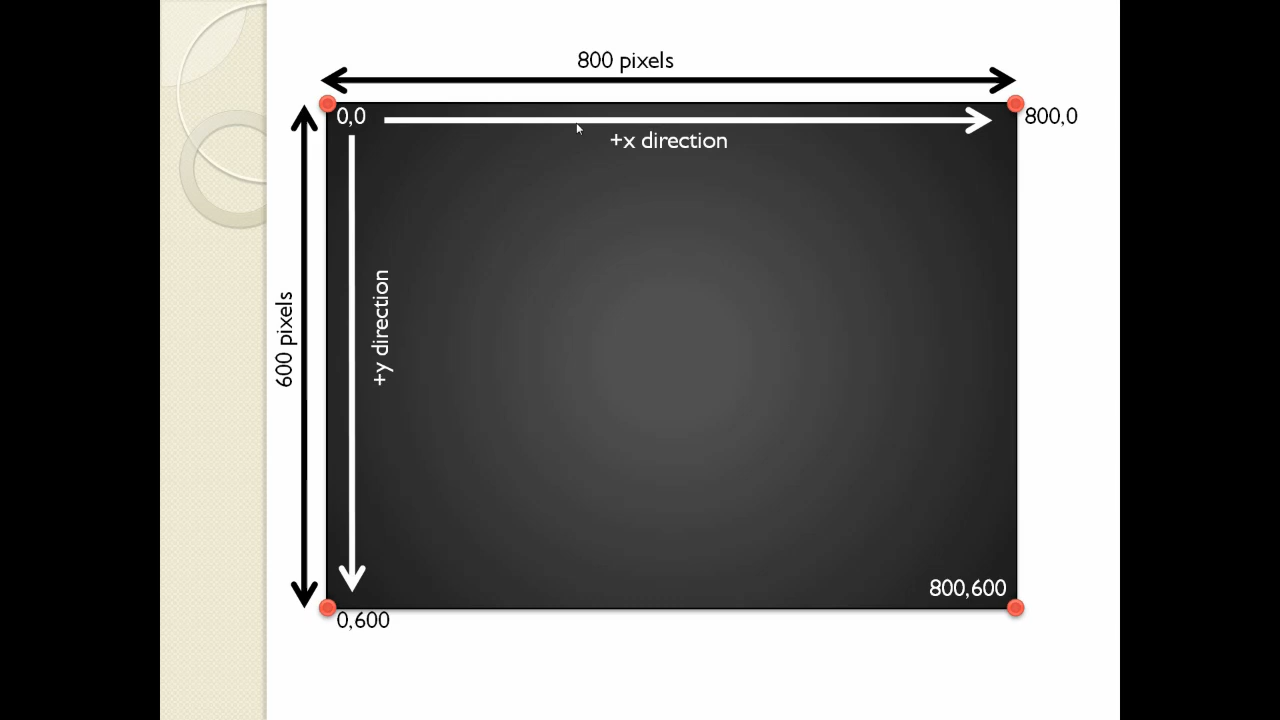 800 pixels
0,0
800,0
+x direction
+y direction
600 pixels
800,600
0,600